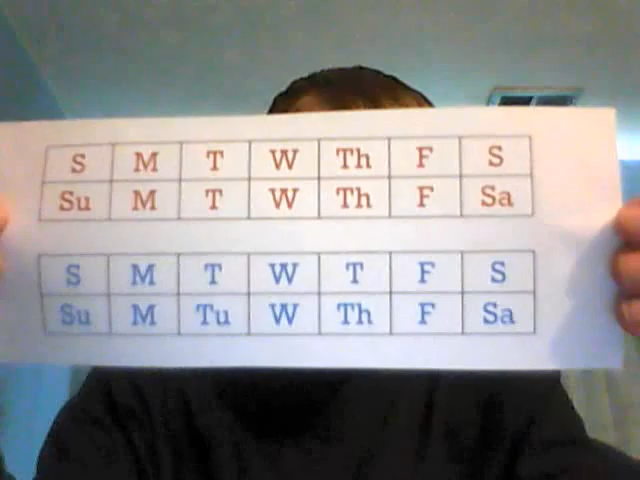 S M T W Th F S
Su M T W Th F Sa
S M T W T F S
Su M Tu W Th F Sa